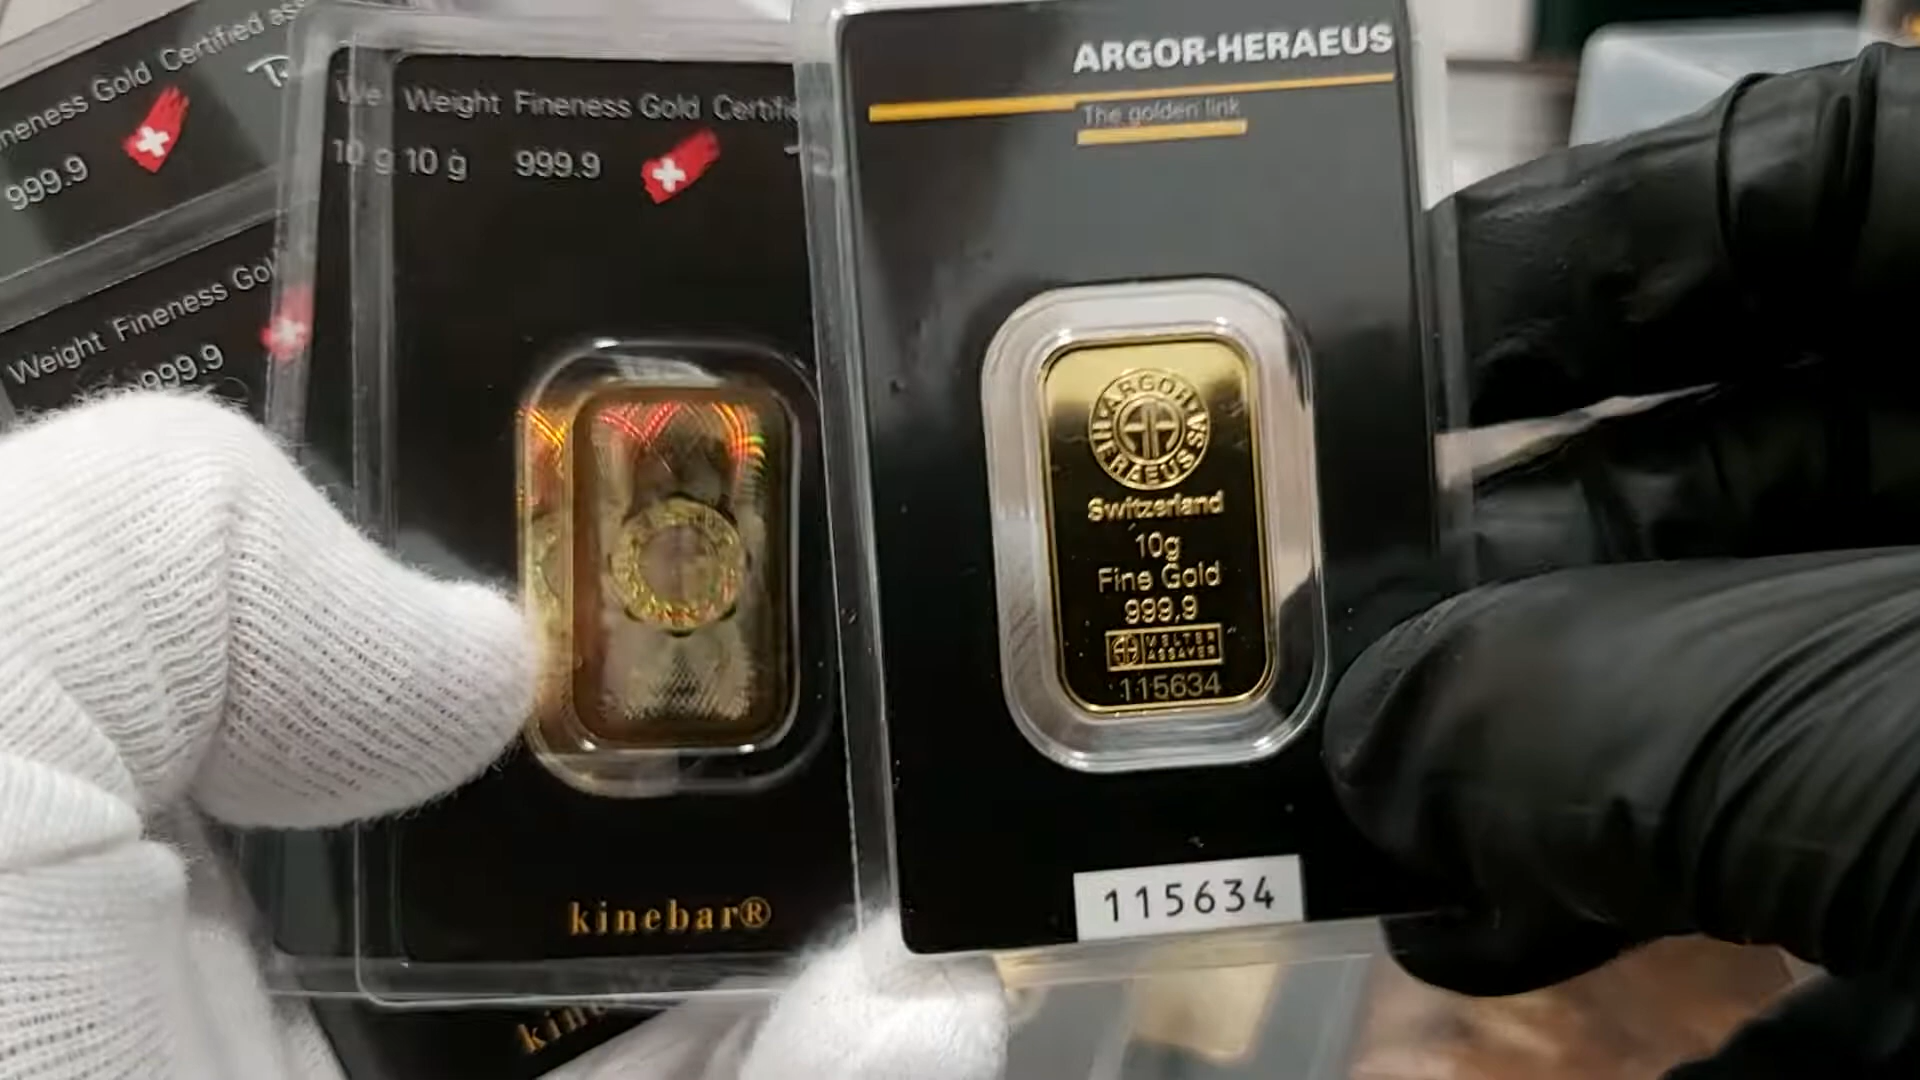 neness Gold Certified as
999.9
Weight Fineness Gol
999.9
We
10 g
Weight Fineness Gold Certifie
10 g 999.9
kinebar®
kine
ARGOR-HERAEUS
The golden link
ARGOR
HERAEUS SA
Switzerland
10g
Fine Gold
999,9
MELTER
ASSAYER
115634
115634